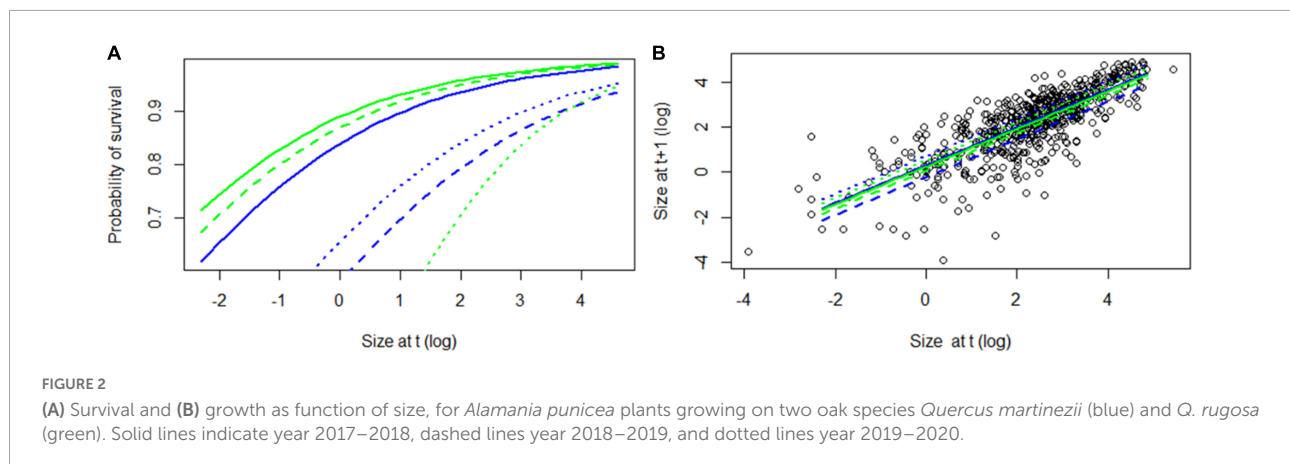 A
Probability of survival
0.9
0.8
0.7
-2 -1 0 1 2 3 4
Size at t (log)
B
Size at t+1 (log)
4
2
0
-2
-4
-4 -2 0 2 4
Size at t (log)
FIGURE 2
(A) Survival and (B) growth as function of size, for Alamania punicea plants growing on two oak species Quercus martinezii (blue) and Q. rugosa
(green). Solid lines indicate year 2017–2018, dashed lines year 2018–2019, and dotted lines year 2019–2020.